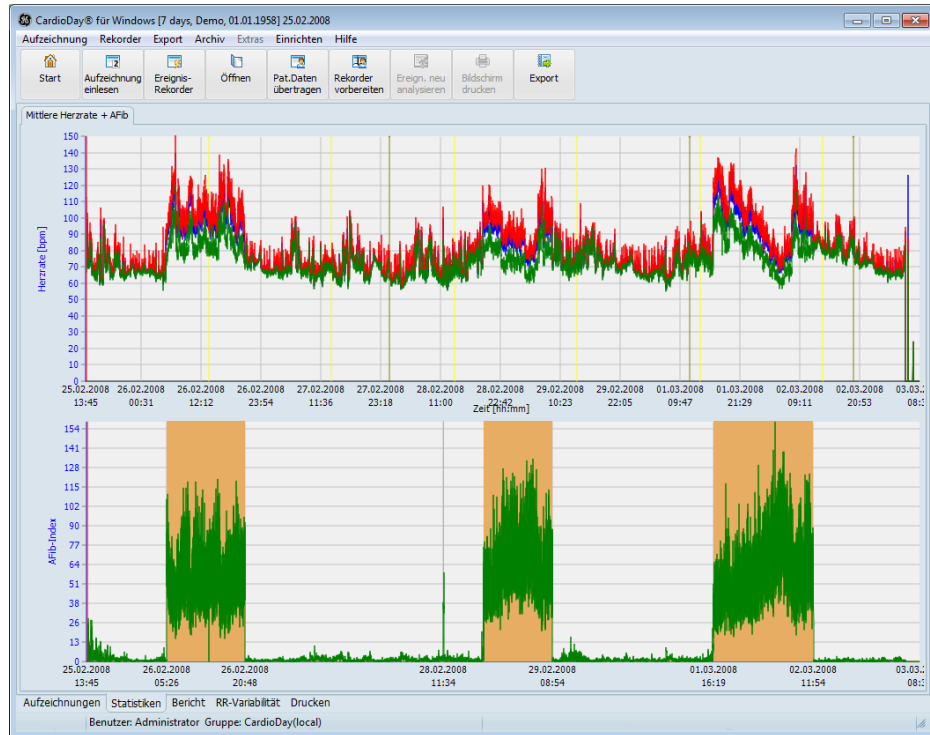 CardioDay® für Windows [7 days, Demo, 01.01.1958] 25.02.2008
Aufzeichnung Rekorder Export Archiv Extras Einrichten Hilfe
Start
Aufzeichnung einlesen
Ereignis-Rekorder
Öffnen
Pat.Daten übertragen
Rekorder vorbereiten
Ereign. neu analysieren
Bildschirm drucken
Export
Mittlere Herzrate + AFib
Herzrate [bpm]
150
140
130
120
110
100
90
80
70
60
50
40
30
20
10
0
25.02.2008 26.02.2008 26.02.2008 26.02.2008 27.02.2008 27.02.2008 28.02.2008 28.02.2008 29.02.2008 29.02.2008 01.03.2008 01.03.2008 02.03.2008 02.03.2008 03.03.2
13:45 00:31 12:12 23:54 11:36 23:18 11:00 22:42 10:23 22:05 09:47 21:29 09:11 20:53 08:3
Zeit [hh:mm]
AFib-Index
154
141
128
115
102
90
77
64
51
38
26
13
0
25.02.2008 26.02.2008 26.02.2008 28.02.2008 29.02.2008 01.03.2008 02.03.2008 03.03.2
13:45 05:26 20:48 11:34 08:54 16:19 11:54 08:3
Aufzeichnungen Statistiken Bericht RR-Variabilität Drucken
Benutzer: Administrator Gruppe: CardioDay(local)